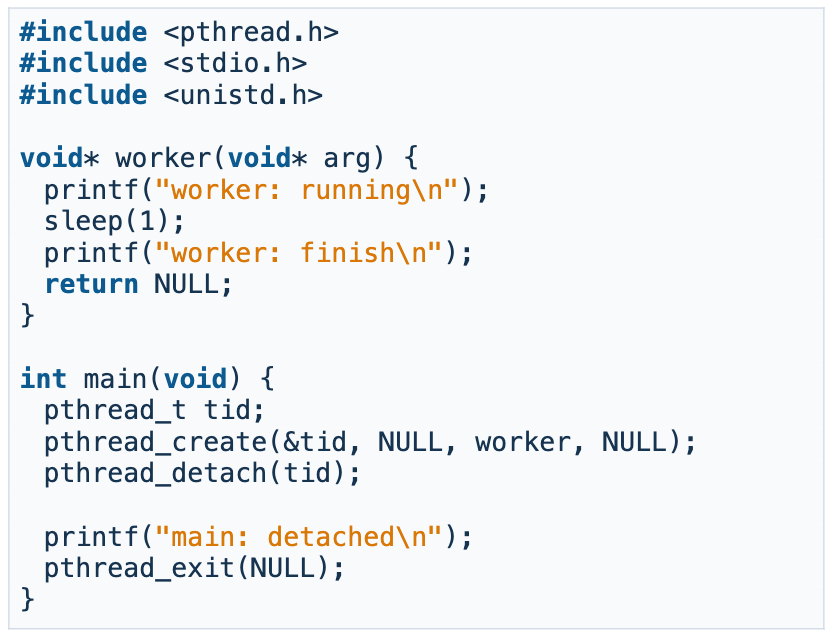 #include <pthread.h>
#include <stdio.h>
#include <unistd.h>

void* worker(void* arg) {
  printf("worker: running\n");
  sleep(1);
  printf("worker: finish\n");
  return NULL;
}

int main(void) {
  pthread_t tid;
  pthread_create(&tid, NULL, worker, NULL);
  pthread_detach(tid);

  printf("main: detached\n");
  pthread_exit(NULL);
}